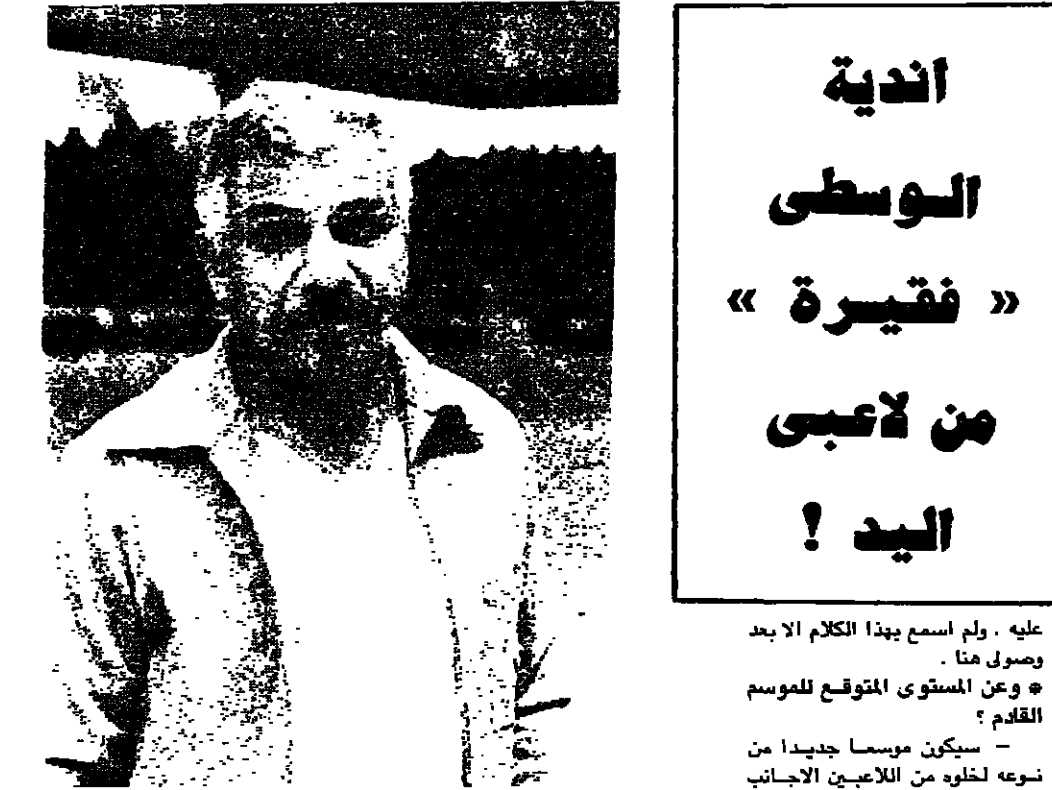 اندية
الوسطى
« فقيرة »
من لاعبى
اليد !
عليه . ولم اسمع بهذا الكلام الا بعد
وصولى هنا .
* وعن المستوى المتوقع للموسم
القادم ؟
– سيكون موسما جديدا من
نوعه لخلوه من اللاعبين الاجانب